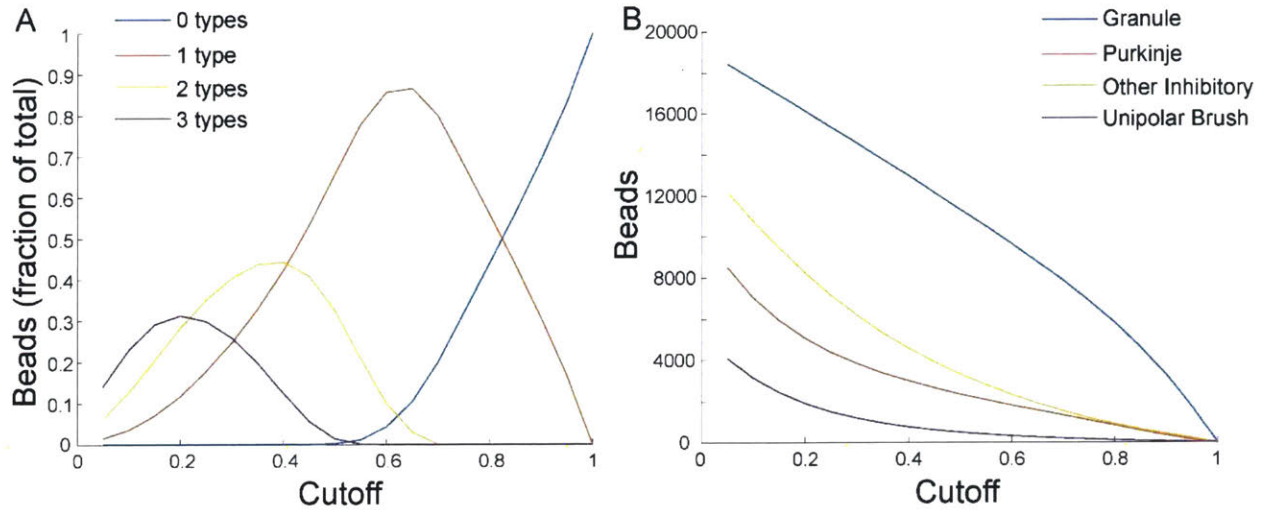 A
0 types
1 type
2 types
3 types
1
0.9
0.8
0.7
0.6
0.5
0.4
0.3
0.2
0.1
0
0 0.2 0.4 0.6 0.8 1
Beads (fraction of total)
Cutoff
B
Granule
Purkinje
Other Inhibitory
Unipolar Brush
20000
16000
12000
8000
4000
0
0 0.2 0.4 0.6 0.8 1
Beads
Cutoff